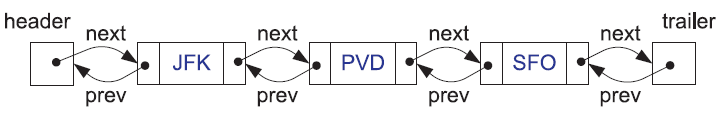 header trailer
next next next next
JFK PVD SFO
prev prev prev prev